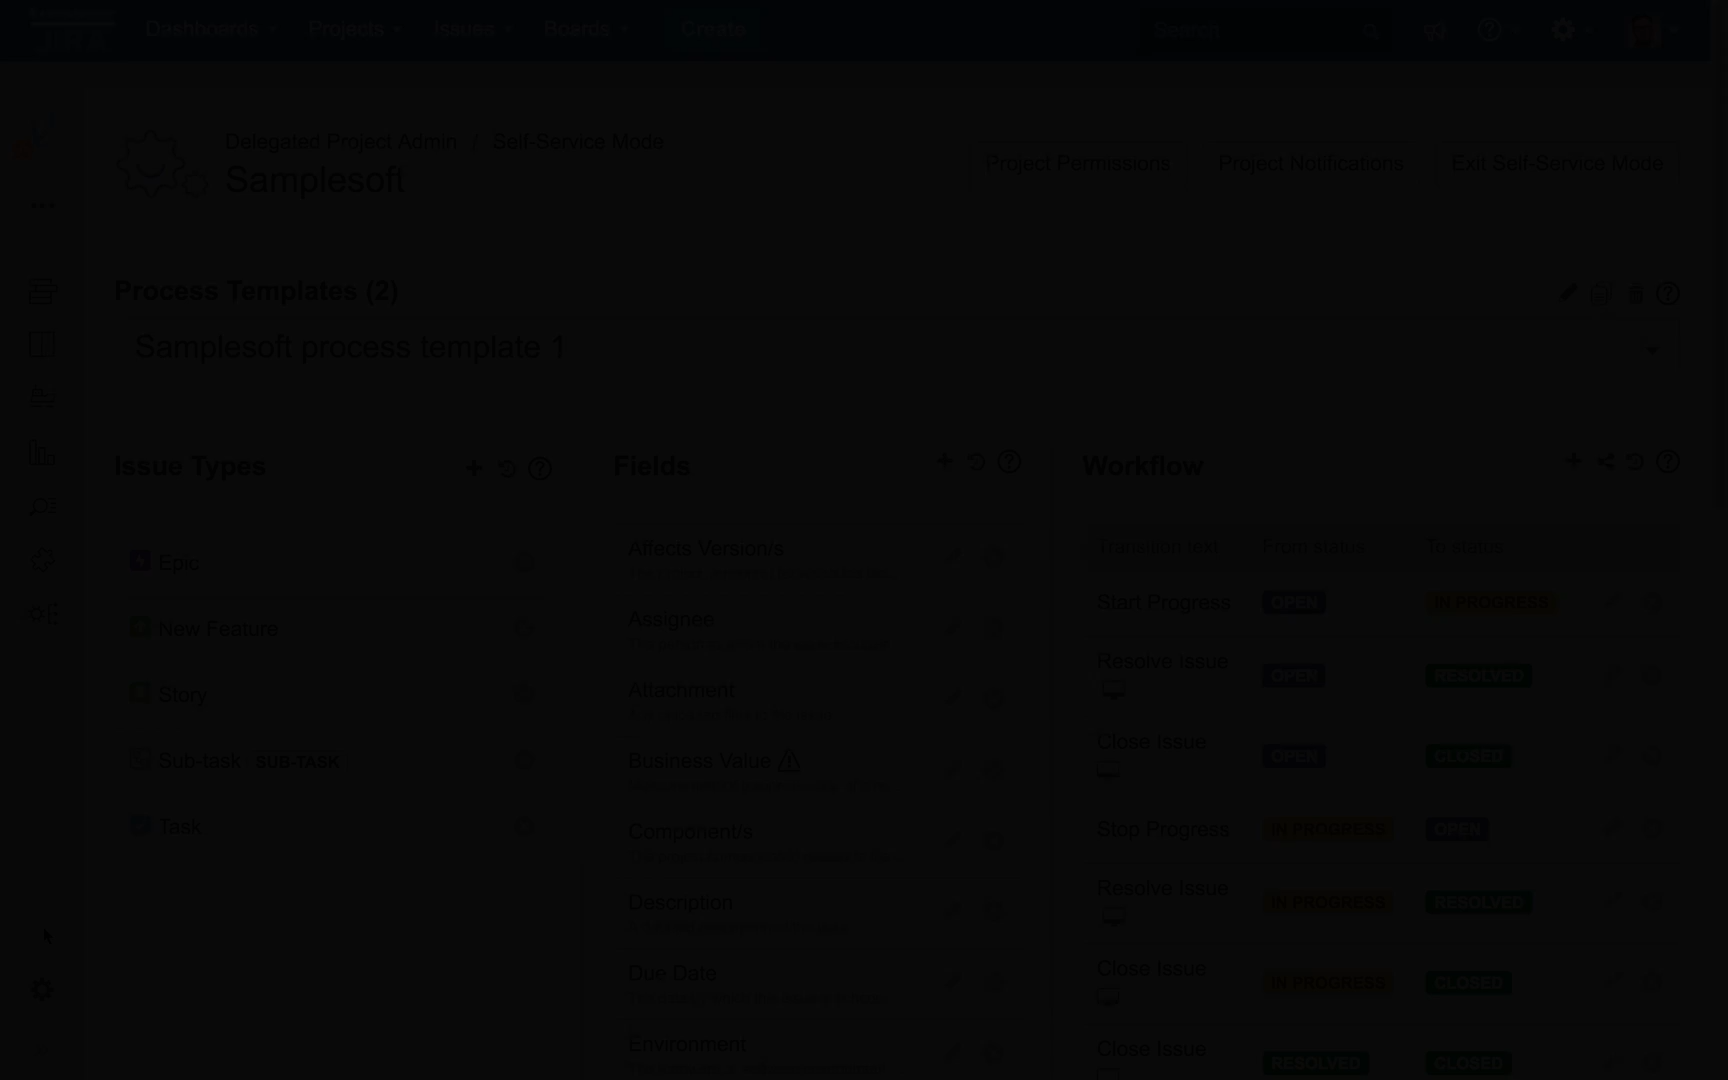 Dashboards Projects Issues Boards Create Search
Delegated Project Admin / Self-Service Mode
Samplesoft
Project Permissions Project Notifications Exit Self-Service Mode
Process Templates (2)
Samplesoft process template 1
Issue Types
Epic
New Feature
Story
Sub-task SUB-TASK
Task
Fields
Affects Version/s
Assignee
Attachment
Business Value
Component/s
Description
Due Date
Environment
Workflow
Transition text From status To status
Start Progress OPEN IN PROGRESS
Resolve Issue OPEN RESOLVED
Close Issue OPEN CLOSED
Stop Progress IN PROGRESS OPEN
Resolve Issue IN PROGRESS RESOLVED
Close Issue IN PROGRESS CLOSED
Close Issue RESOLVED CLOSED